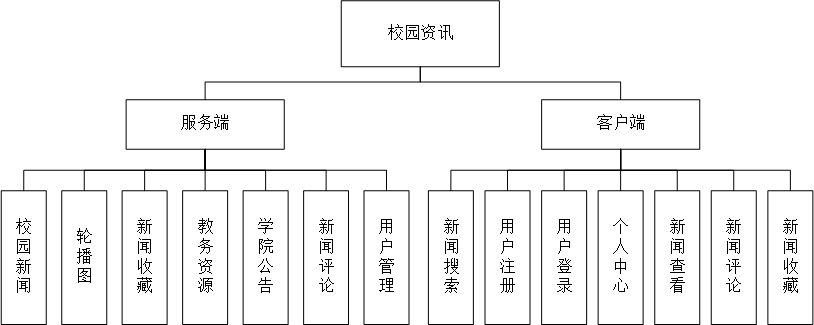 校园资讯
服务端
客户端
校园新闻
轮播图
新闻收藏
教务资源
学院公告
新闻评论
用户管理
新闻搜索
用户注册
用户登录
个人中心
新闻查看
新闻评论
新闻收藏